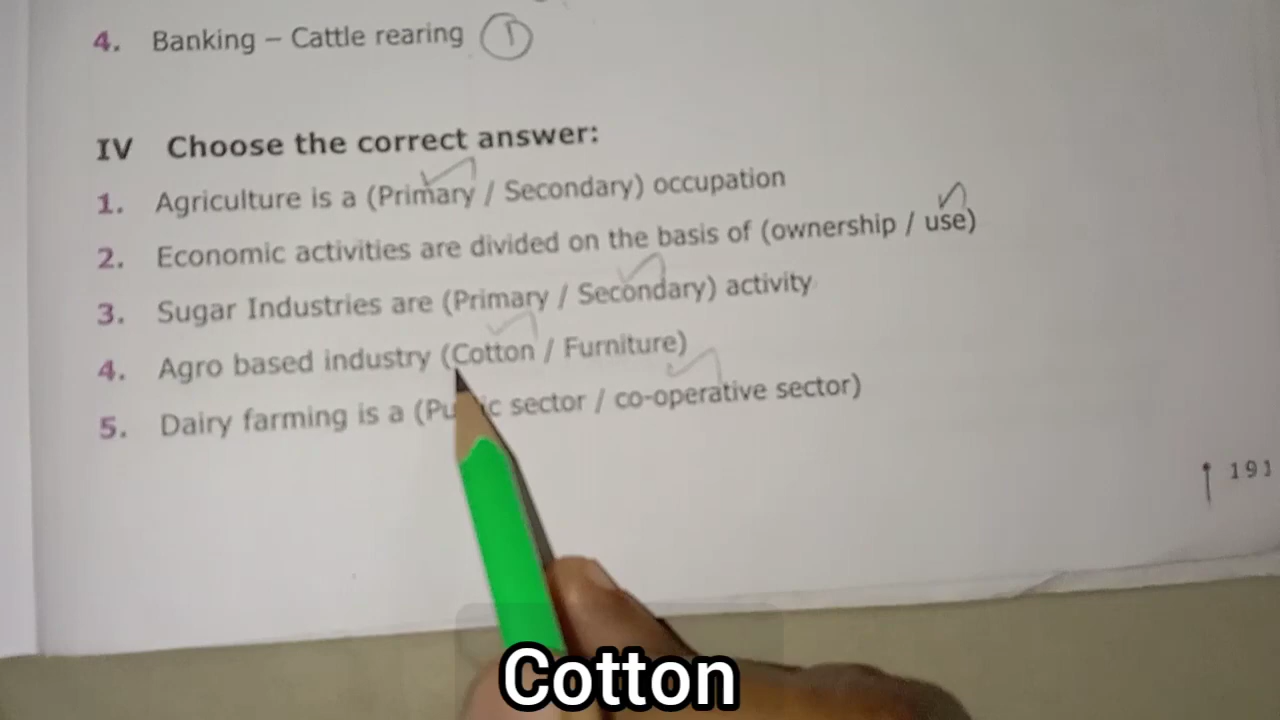 4. Banking – Cattle rearing 1
IV Choose the correct answer:
1. Agriculture is a (Primary / Secondary) occupation
2. Economic activities are divided on the basis of (ownership / use)
3. Sugar Industries are (Primary / Secondary) activity
4. Agro based industry (Cotton / Furniture)
5. Dairy farming is a (Pu ic sector / co-operative sector)
191
Cotton